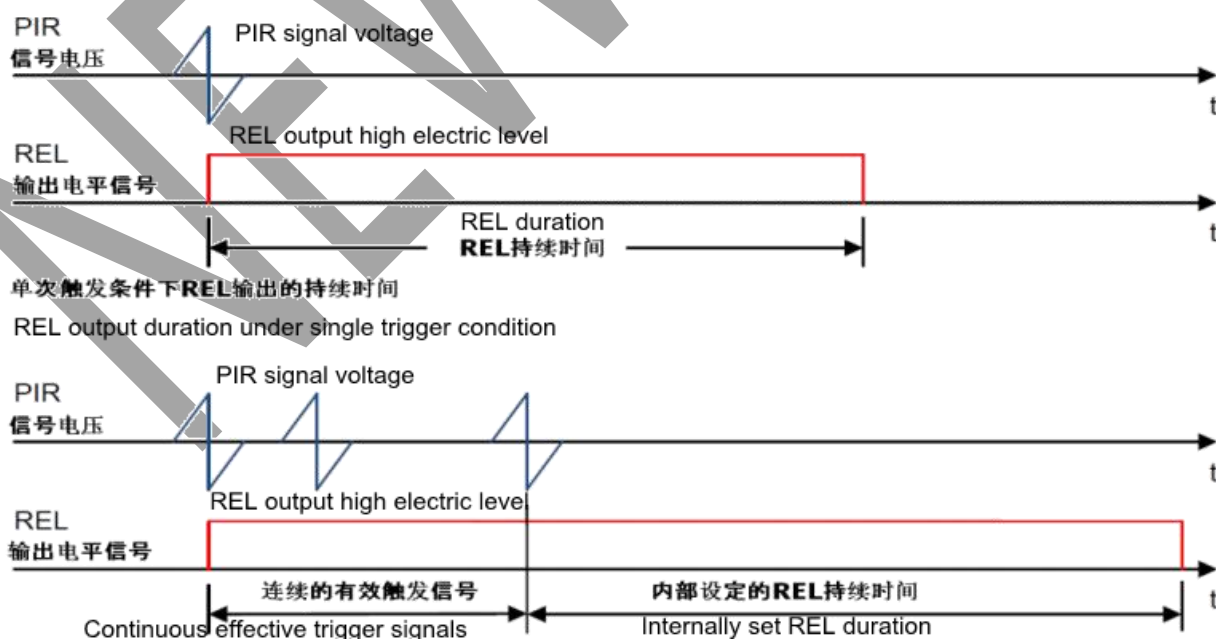 PIR
信号电压
PIR signal voltage
t
REL output high electric level
REL
输出电平信号
t
REL duration
REL持续时间
单次触发条件下REL输出的持续时间
REL output duration under single trigger condition
PIR signal voltage
PIR
信号电压
t
REL output high electric level
REL
输出电平信号
t
连续的有效触发信号
内部设定的REL持续时间
Continuous effective trigger signals
Internally set REL duration